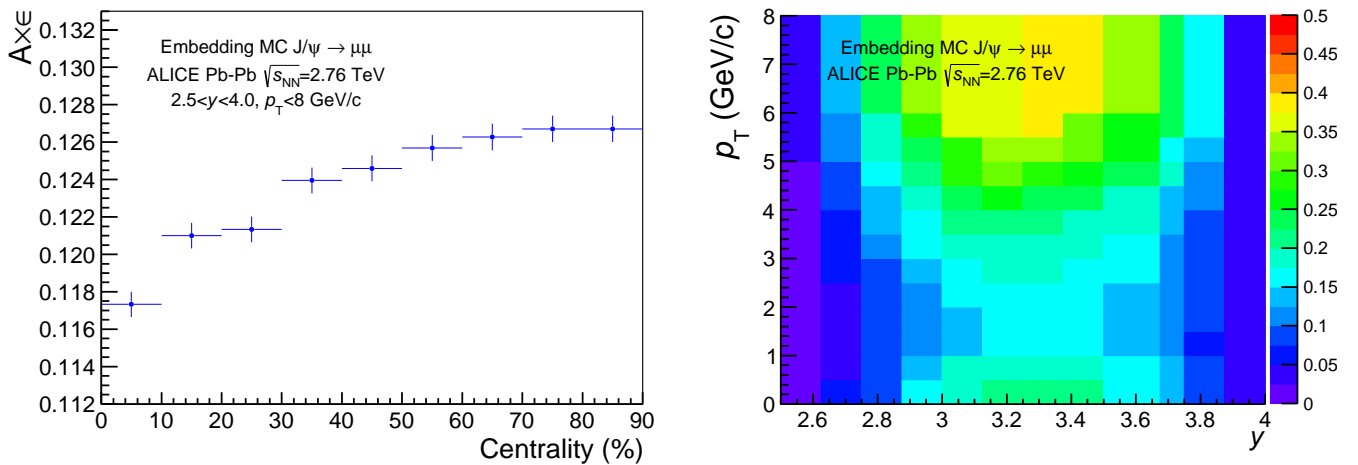 A×ϵ
0.132
0.130
0.128
0.126
0.124
0.122
0.120
0.118
0.116
0.114
0.112
Embedding MC J/ψ → μμ
ALICE Pb-Pb √sNN=2.76 TeV
2.5<y<4.0, pT<8 GeV/c
0 10 20 30 40 50 60 70 80 90
Centrality (%)
pT (GeV/c)
8
7
6
5
4
3
2
1
0
Embedding MC J/ψ → μμ
ALICE Pb-Pb √sNN=2.76 TeV
2.6 2.8 3 3.2 3.4 3.6 3.8 4
y
0.5
0.45
0.4
0.35
0.3
0.25
0.2
0.15
0.1
0.05
0